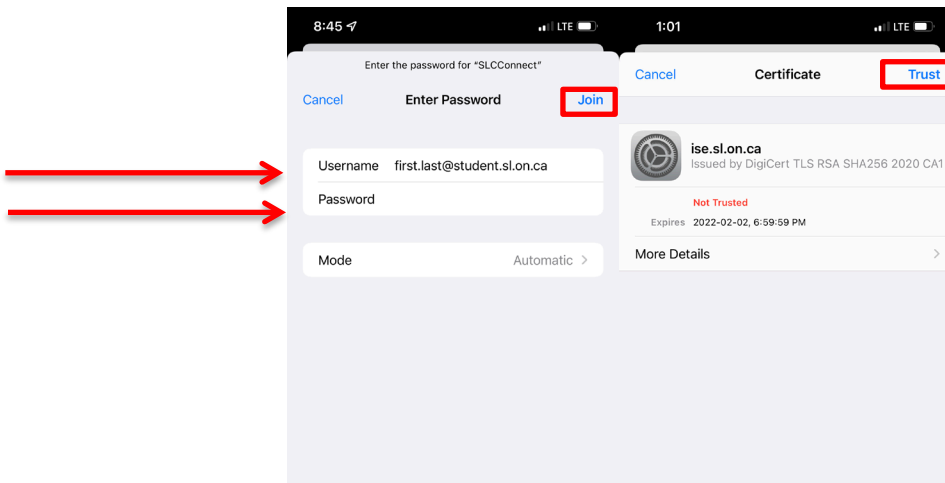 8:45
LTE
Enter the password for “SLCConnect”
Cancel
Enter Password
Join
Username first.last@student.sl.on.ca
Password
Mode
Automatic
1:01
LTE
Cancel
Certificate
Trust
ise.sl.on.ca
Issued by DigiCert TLS RSA SHA256 2020 CA1
Not Trusted
Expires 2022-02-02, 6:59:59 PM
More Details